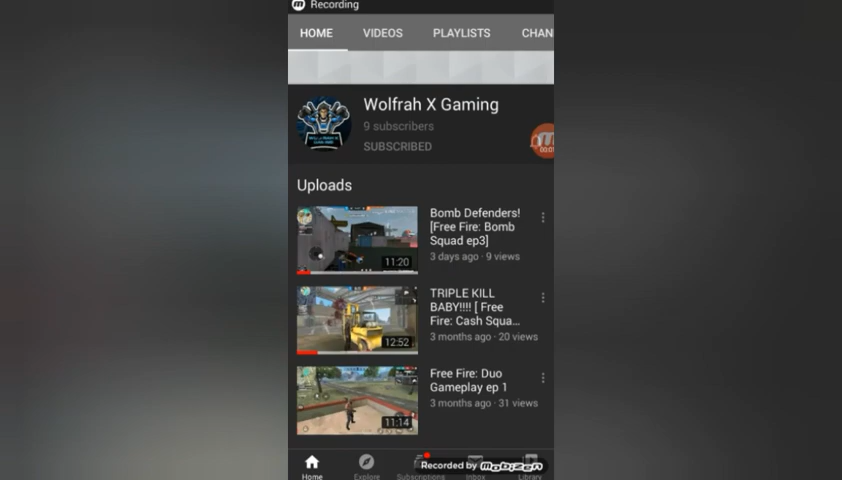 Recording
HOME VIDEOS PLAYLISTS CHAN
Wolfrah X Gaming
9 subscribers
SUBSCRIBED
Uploads
Bomb Defenders!
[Free Fire: Bomb
Squad ep3]
3 days ago · 9 views
11:20
TRIPLE KILL
BABY!!!! [ Free
Fire: Cash Squa...
3 months ago · 20 views
12:52
Free Fire: Duo
Gameplay ep 1
3 months ago · 31 views
11:14
Recorded by mobizen
Home Explore Subscriptions Inbox Library